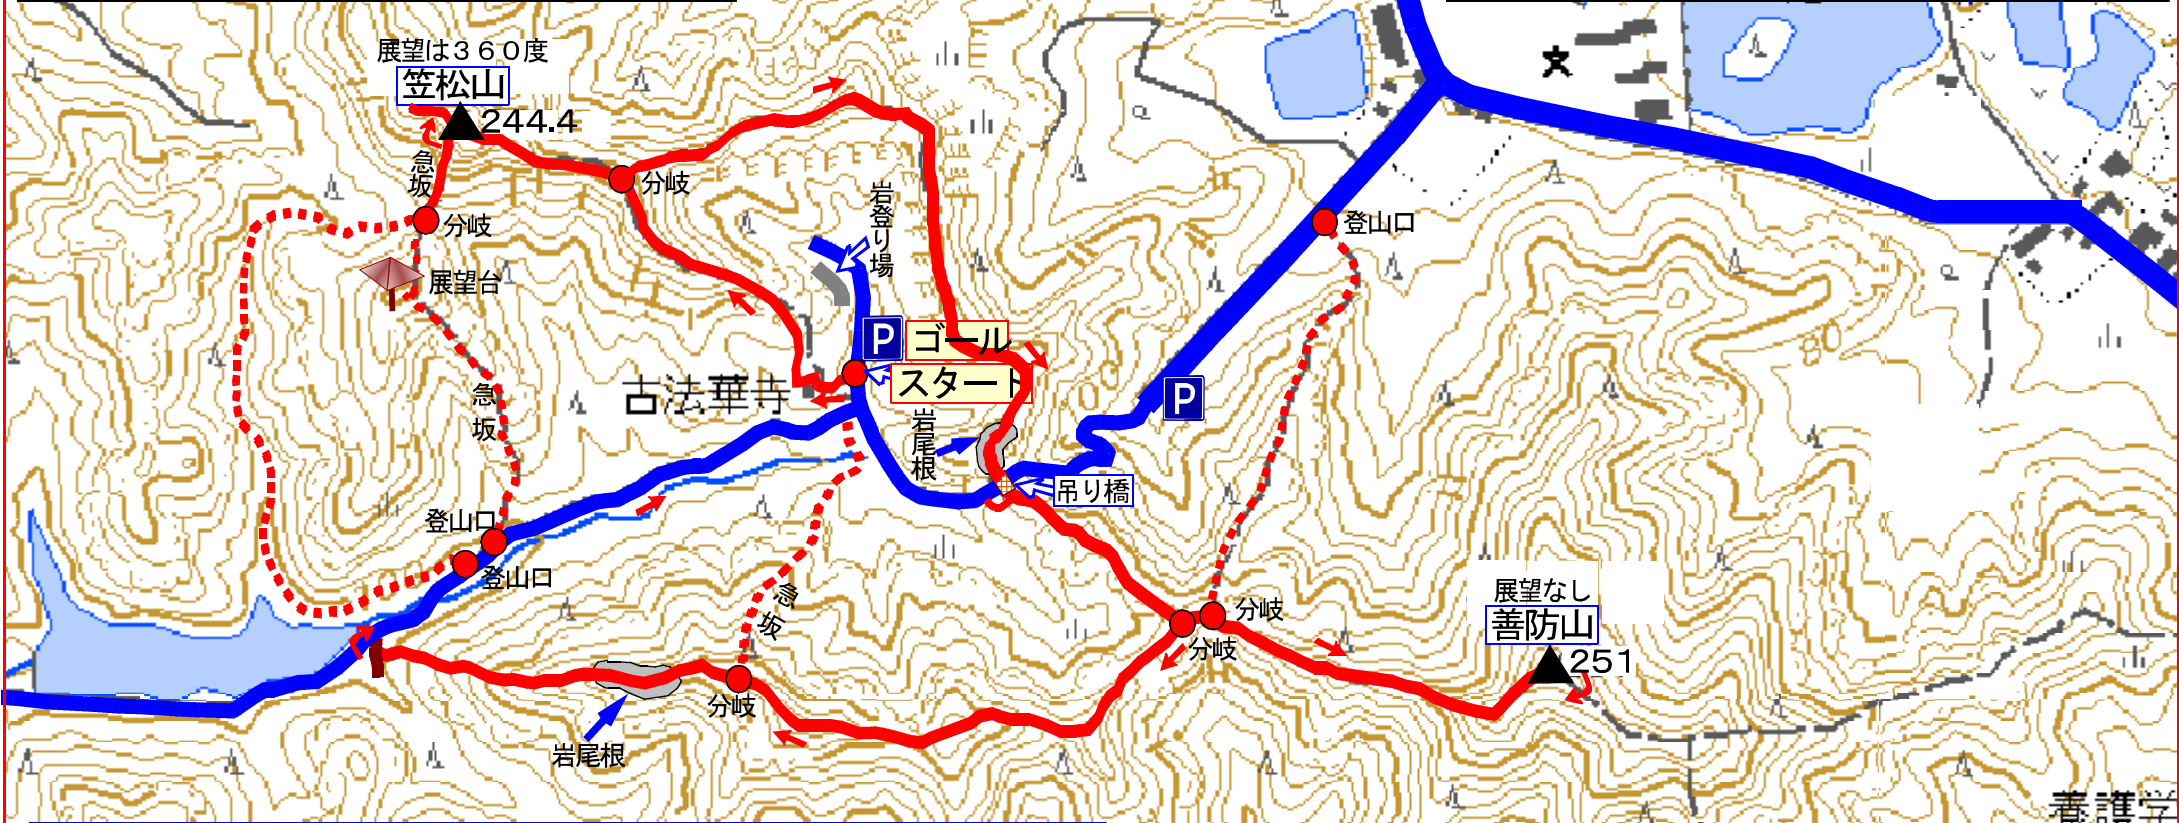 展望は３６０度
笠松山
244.4
急坂
分岐
分岐
展望台
急坂
岩登り場
P
ゴール
スタート
古法華寺
岩尾根
P
登山口
吊り橋
登山口
登山口
急坂
分岐
分岐
展望なし
善防山
251
分岐
岩尾根
養護学